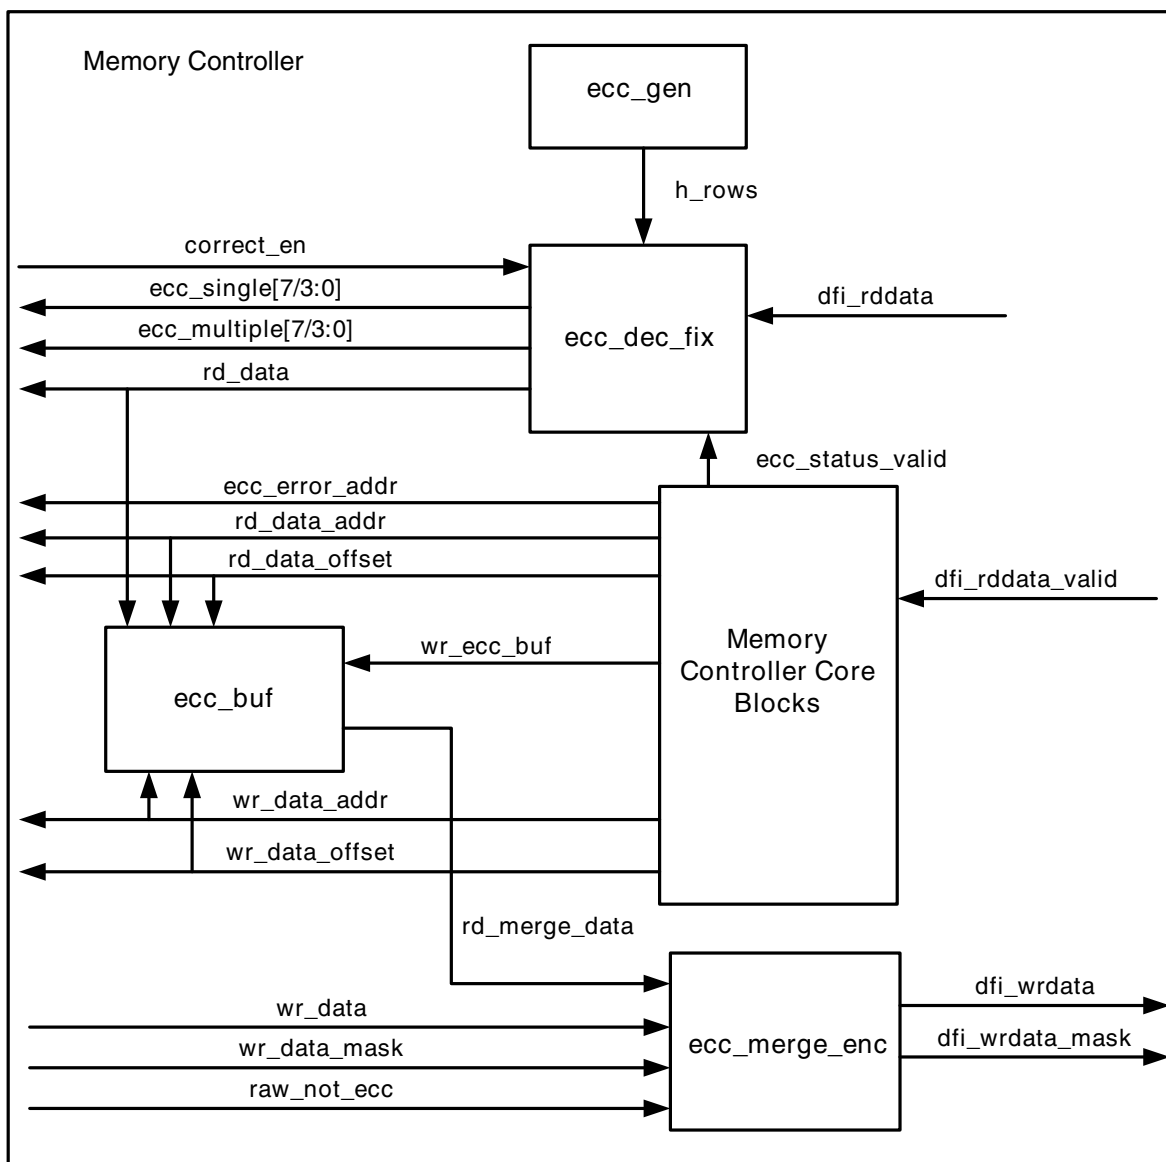 Memory Controller
ecc_gen
h_rows
correct_en
ecc_single[7/3:0]
dfi_rddata
ecc_multiple[7/3:0]
ecc_dec_fix
rd_data
ecc_status_valid
ecc_error_addr
rd_data_addr
rd_data_offset
dfi_rddata_valid
wr_ecc_buf
Memory
Controller Core
Blocks
ecc_buf
wr_data_addr
wr_data_offset
rd_merge_data
dfi_wrdata
wr_data
ecc_merge_enc
dfi_wrdata_mask
wr_data_mask
raw_not_ecc